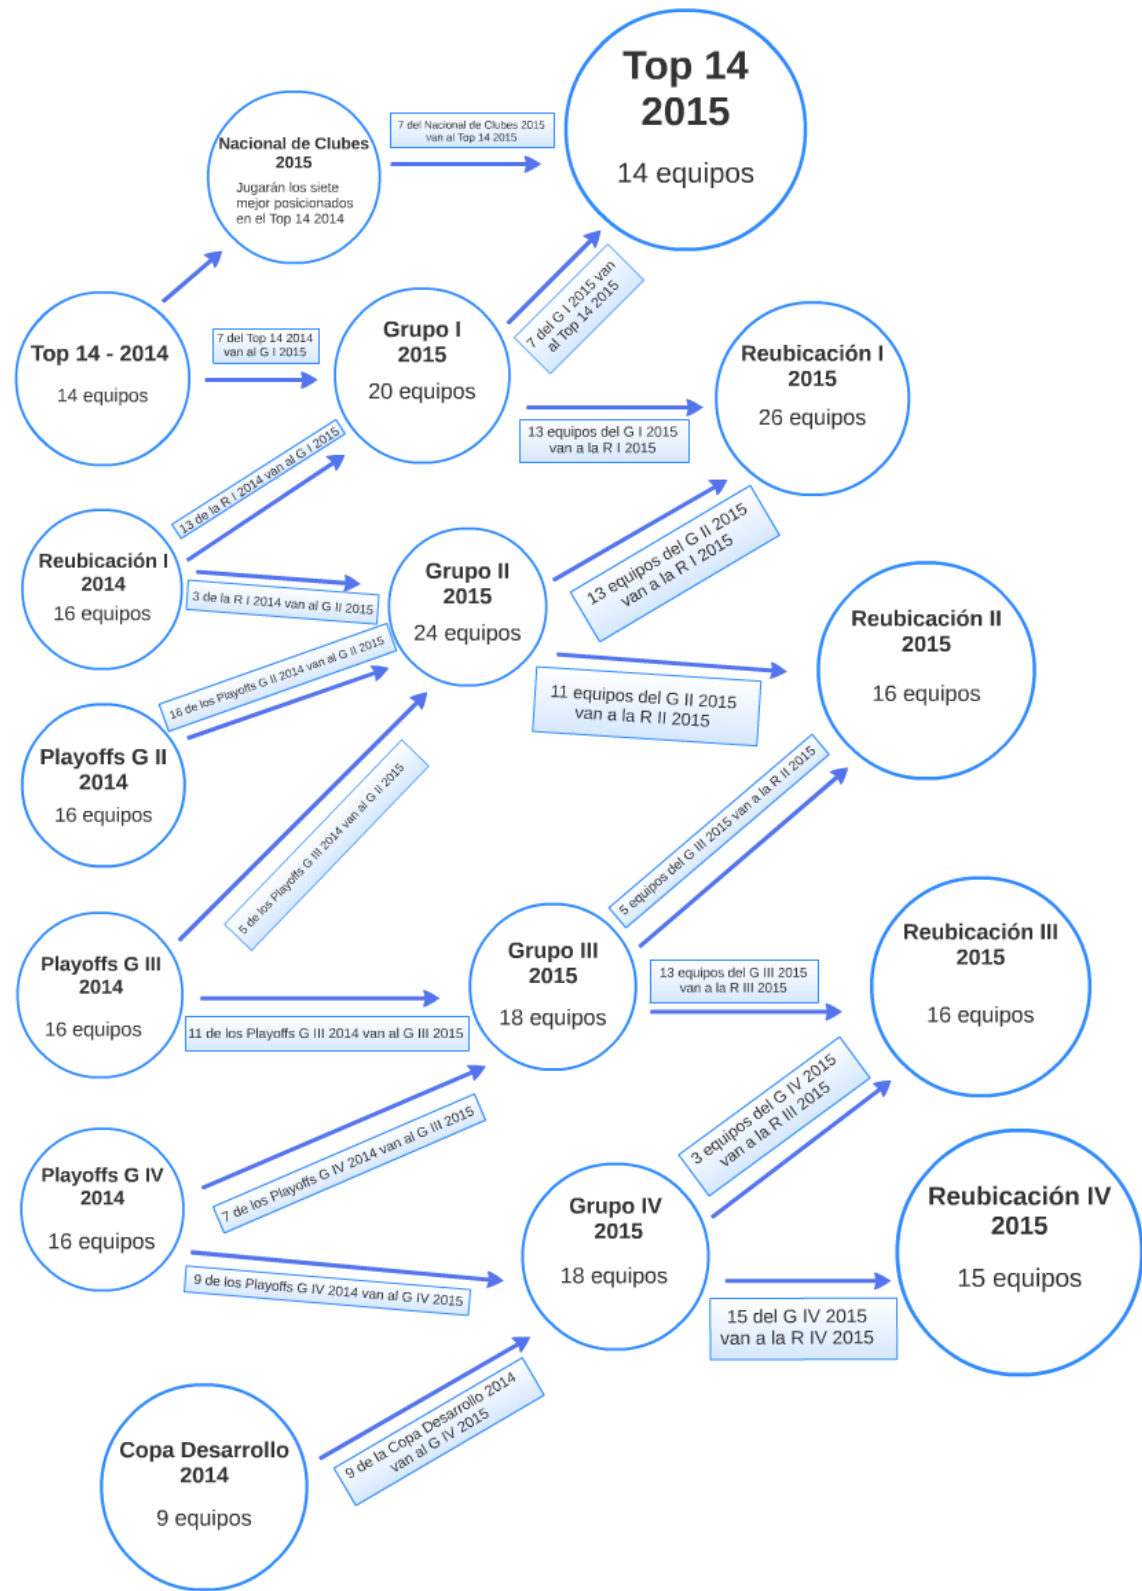 Top 14
2015
14 equipos
7 del Nacional de Clubes 2015
van al Top 14 2015
Nacional de Clubes
2015
Jugarán los siete
mejor posicionados
en el Top 14 2014
7 del G I 2015 van
al Top 14 2015
Top 14 - 2014
14 equipos
7 del Top 14 2014
van al G I 2015
Grupo I
2015
20 equipos
Reubicación I
2015
26 equipos
13 equipos del G I 2015
van a la R I 2015
13 de la R I 2014 van al G I 2015
Reubicación I
2014
16 equipos
3 de la R I 2014 van al G II 2015
Grupo II
2015
24 equipos
13 equipos del G II 2015
van a la R I 2015
Reubicación II
2015
16 equipos
16 de los Playoffs G II 2014 van al G II 2015
11 equipos del G II 2015
van a la R II 2015
Playoffs G II
2014
16 equipos
5 de los Playoffs G III 2014 van al G II 2015
5 equipos del G III 2015 van a la R II 2015
Playoffs G III
2014
16 equipos
11 de los Playoffs G III 2014 van al G III 2015
Grupo III
2015
18 equipos
13 equipos del G III 2015
van a la R III 2015
Reubicación III
2015
16 equipos
7 de los Playoffs G IV 2014 van al G III 2015
3 equipos del G IV 2015
van a la R III 2015
Playoffs G IV
2014
16 equipos
9 de los Playoffs G IV 2014 van al G IV 2015
Grupo IV
2015
18 equipos
15 del G IV 2015
van a la R IV 2015
Reubicación IV
2015
15 equipos
9 de la Copa Desarrollo 2014
van al G IV 2015
Copa Desarrollo
2014
9 equipos